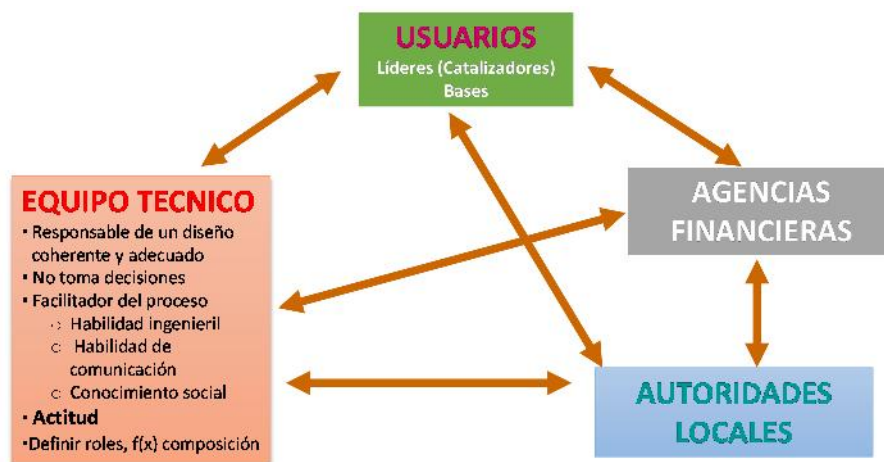 USUARIOS
Líderes (Catalizadores)
Bases
EQUIPO TECNICO
• Responsable de un diseño
coherente y adecuado
• No toma decisiones
• Facilitador del proceso
○ Habilidad ingenieril
○ Habilidad de
comunicación
○ Conocimiento social
• Actitud
•Definir roles, f(x) composición
AGENCIAS
FINANCIERAS
AUTORIDADES
LOCALES